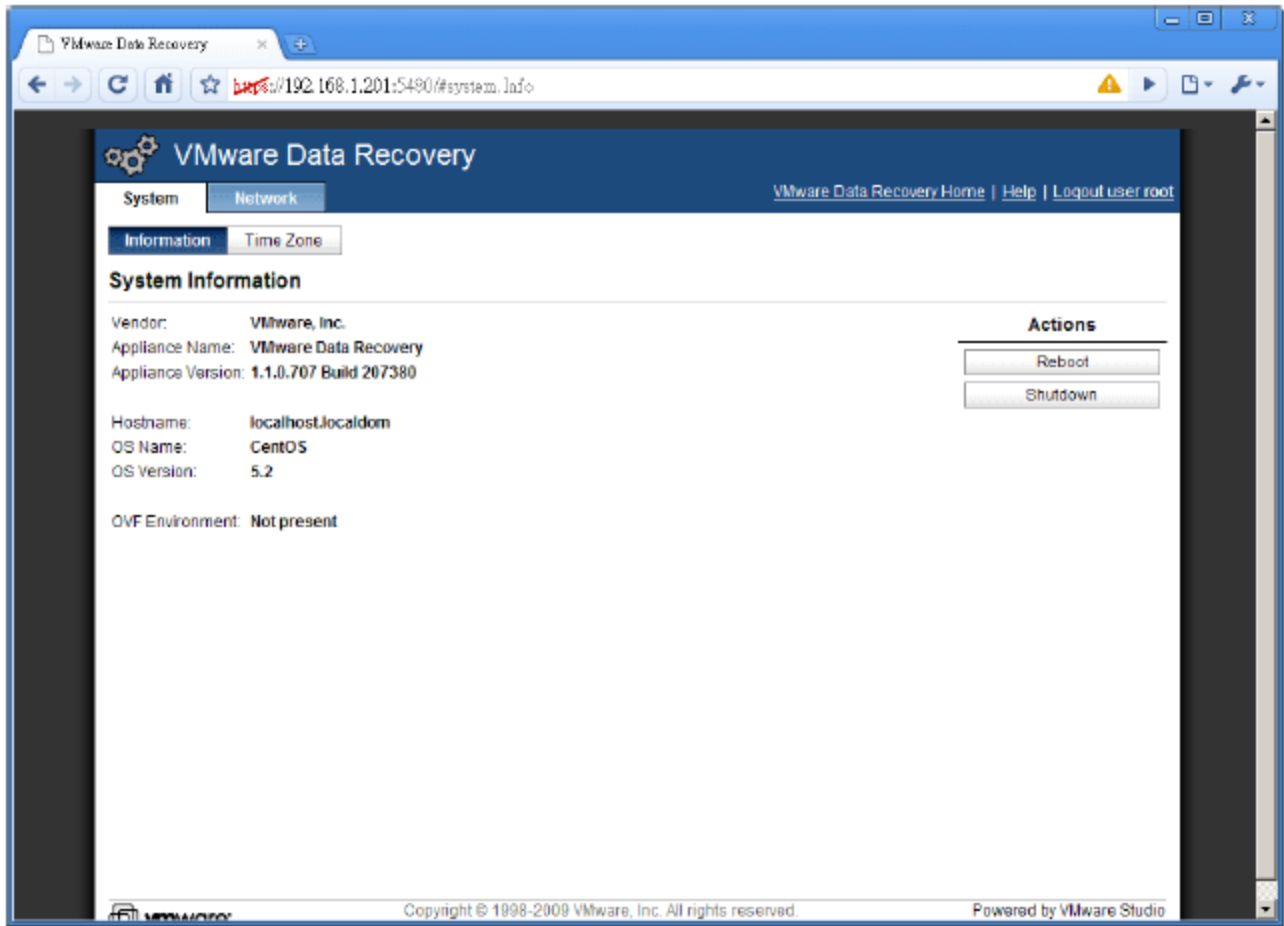 VMware Data Recovery
https://192.168.1.201:5480/#system.Info
VMware Data Recovery
System Network VMware Data Recovery Home | Help | Logout user root
Information Time Zone
System Information
Vendor: VMware, Inc.
Appliance Name: VMware Data Recovery
Appliance Version: 1.1.0.707 Build 207380
Hostname: localhost.localdom
OS Name: CentOS
OS Version: 5.2
OVF Environment: Not present
Actions
Reboot
Shutdown
vmware
Copyright © 1998-2009 VMware, Inc. All rights reserved.
Powered by VMware Studio